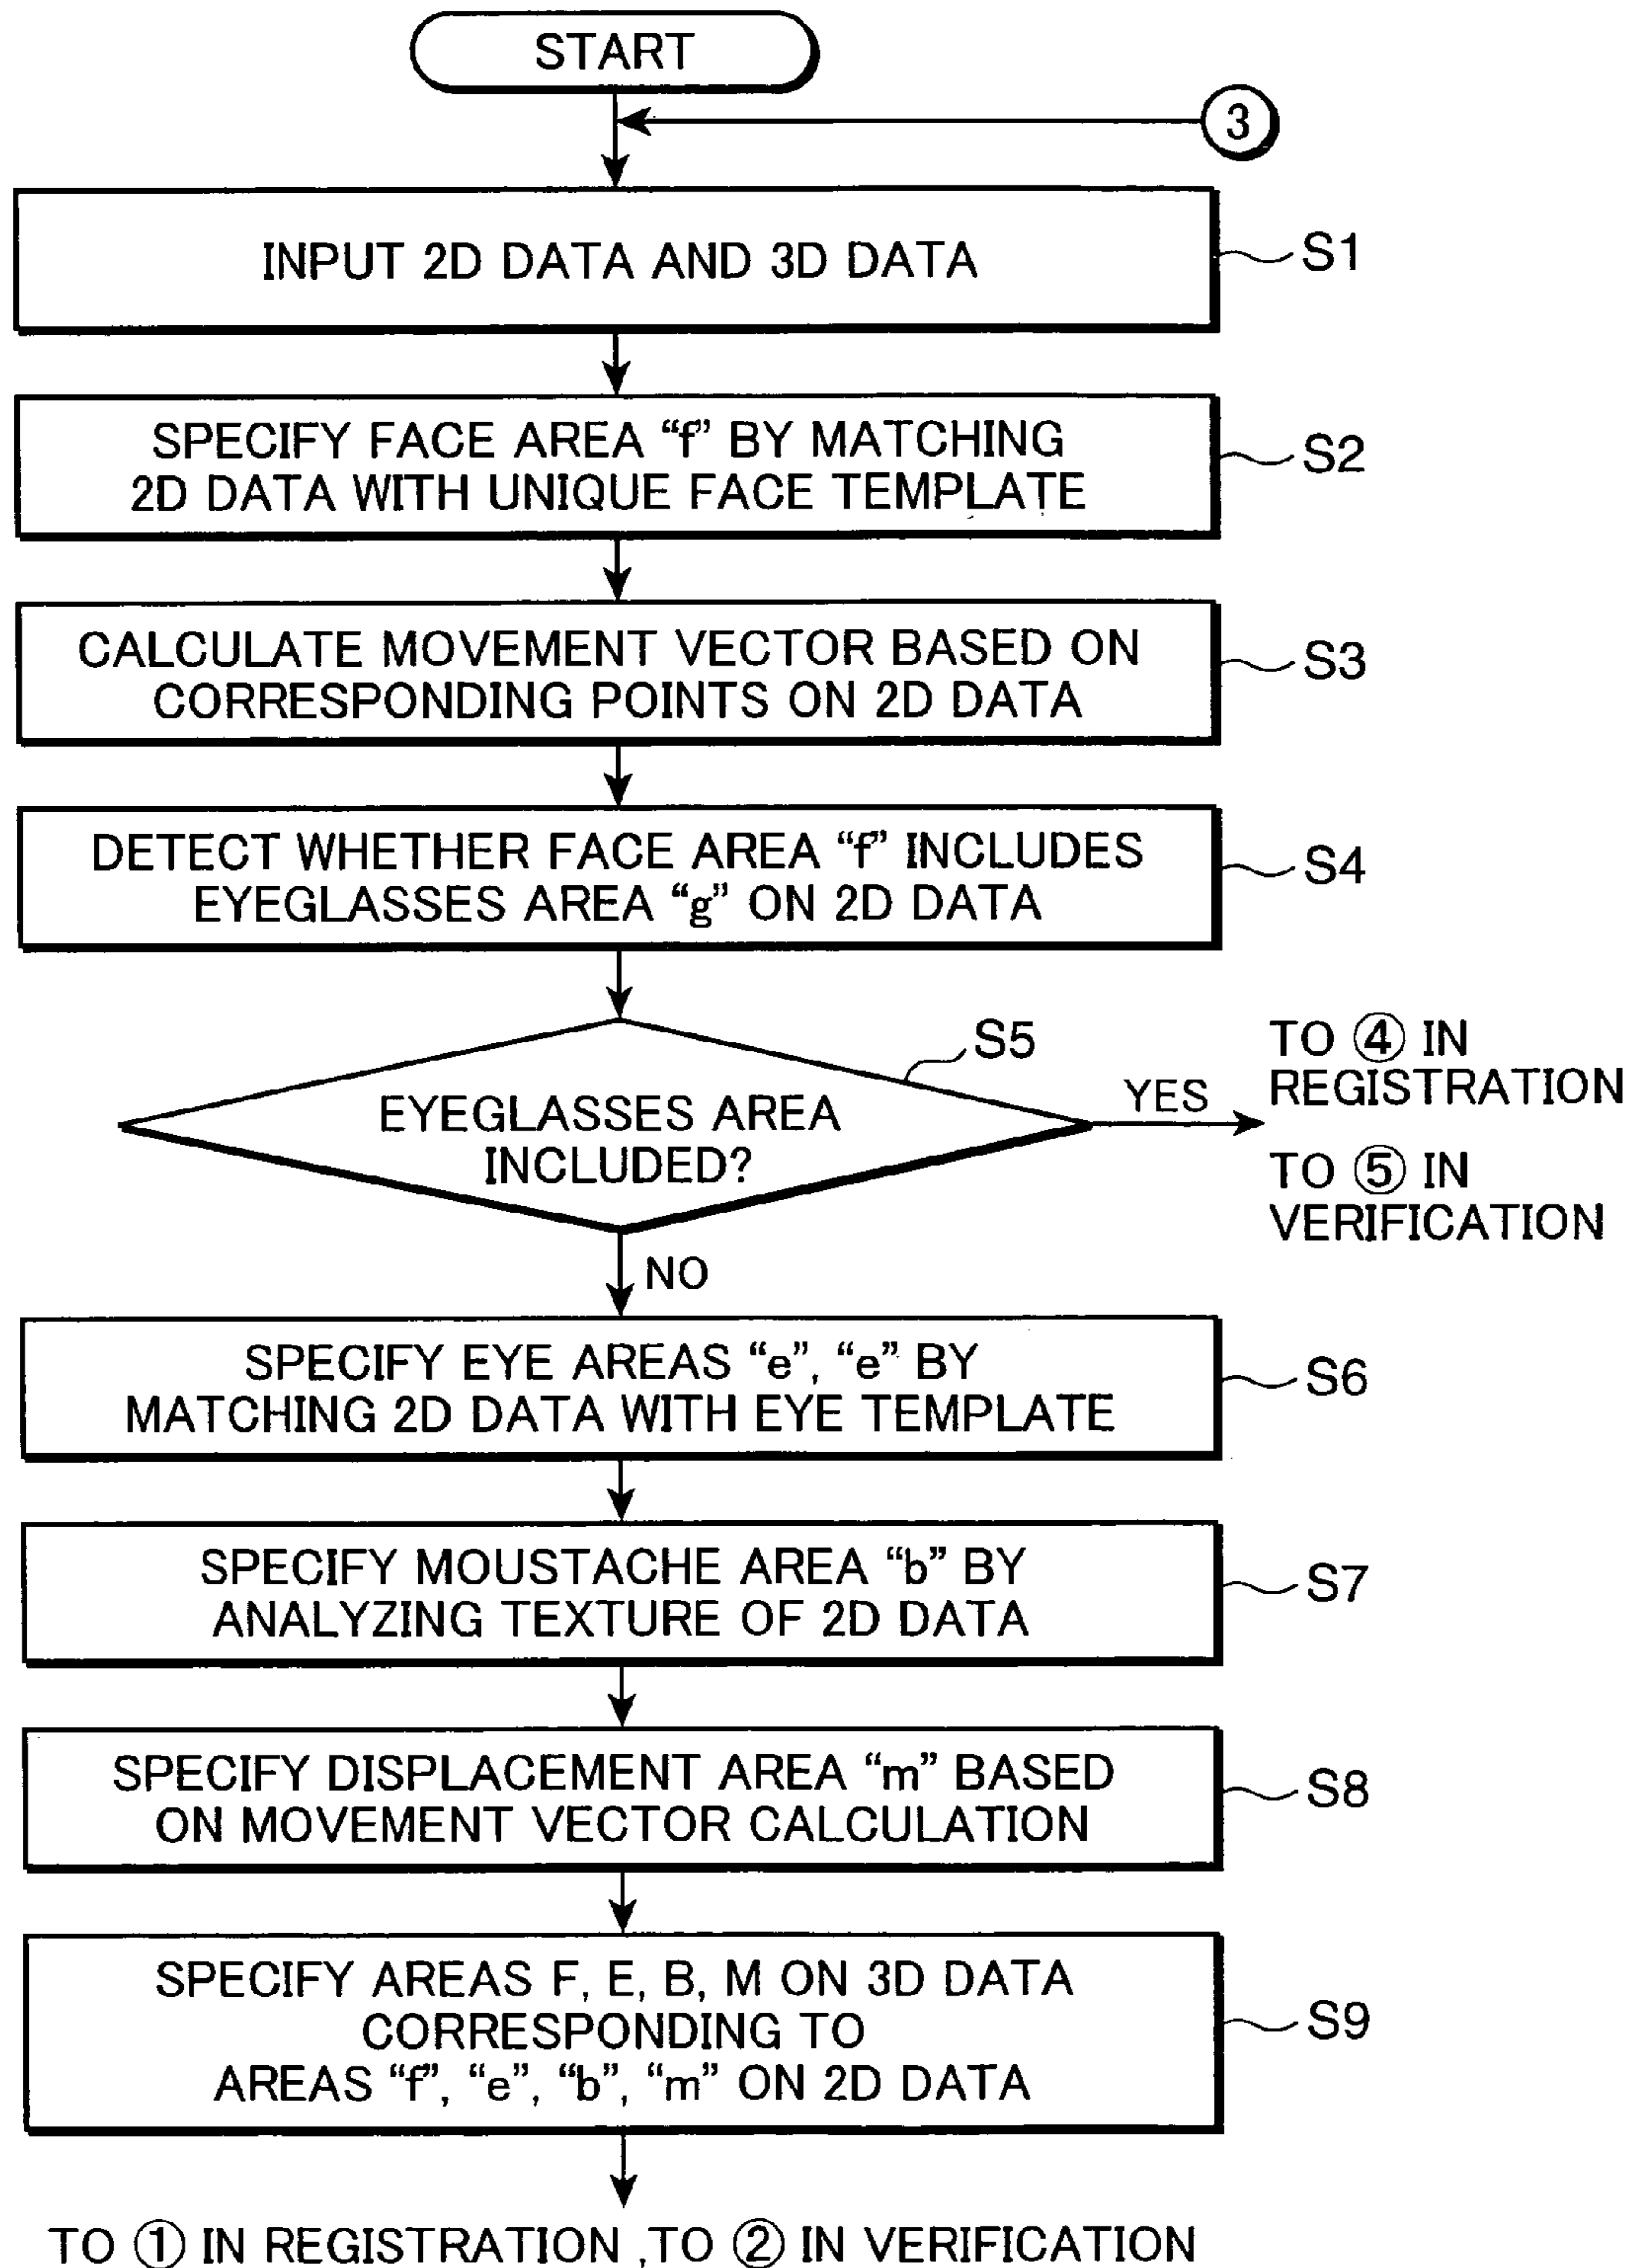 START
③
INPUT 2D DATA AND 3D DATA
S1
SPECIFY FACE AREA “f” BY MATCHING
2D DATA WITH UNIQUE FACE TEMPLATE
S2
CALCULATE MOVEMENT VECTOR BASED ON
CORRESPONDING POINTS ON 2D DATA
S3
DETECT WHETHER FACE AREA “f” INCLUDES
EYEGLASSES AREA “g” ON 2D DATA
S4
S5
EYEGLASSES AREA
INCLUDED?
YES
TO ④ IN
REGISTRATION
TO ⑤ IN
VERIFICATION
NO
SPECIFY EYE AREAS “e”, “e” BY
MATCHING 2D DATA WITH EYE TEMPLATE
S6
SPECIFY MOUSTACHE AREA “b” BY
ANALYZING TEXTURE OF 2D DATA
S7
SPECIFY DISPLACEMENT AREA “m” BASED
ON MOVEMENT VECTOR CALCULATION
S8
SPECIFY AREAS F, E, B, M ON 3D DATA
CORRESPONDING TO
AREAS “f”, “e”, “b”, “m” ON 2D DATA
S9
TO ① IN REGISTRATION ,TO ② IN VERIFICATION